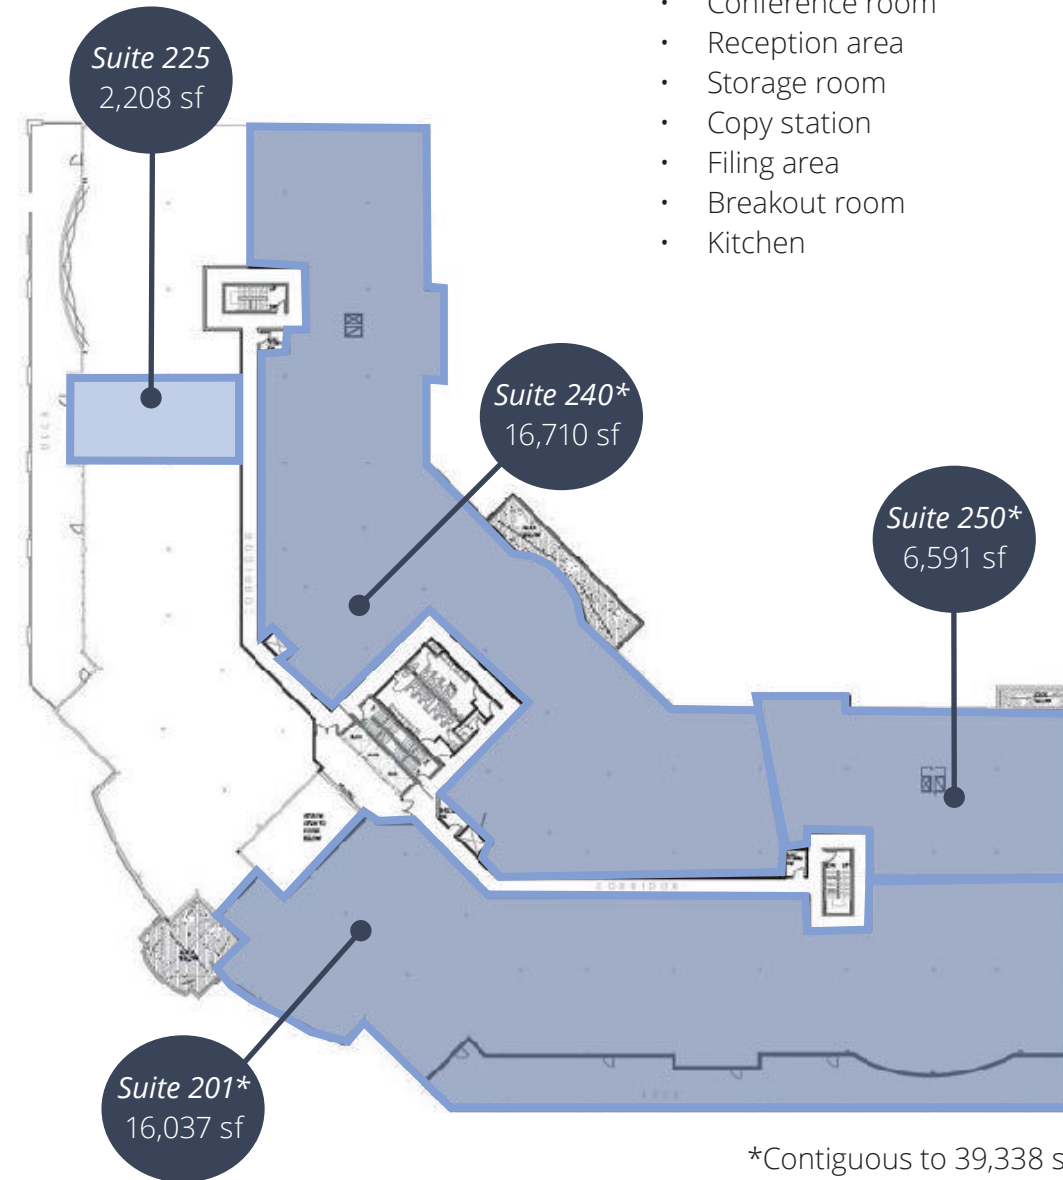 Conference room
• Reception area
• Storage room
• Copy station
• Filing area
• Breakout room
• Kitchen
Suite 225
2,208 sf
Suite 240*
16,710 sf
Suite 250*
6,591 sf
DECK
CORRIDOR
CORRIDOR
DECK
Suite 201*
16,037 sf
*Contiguous to 39,338 s